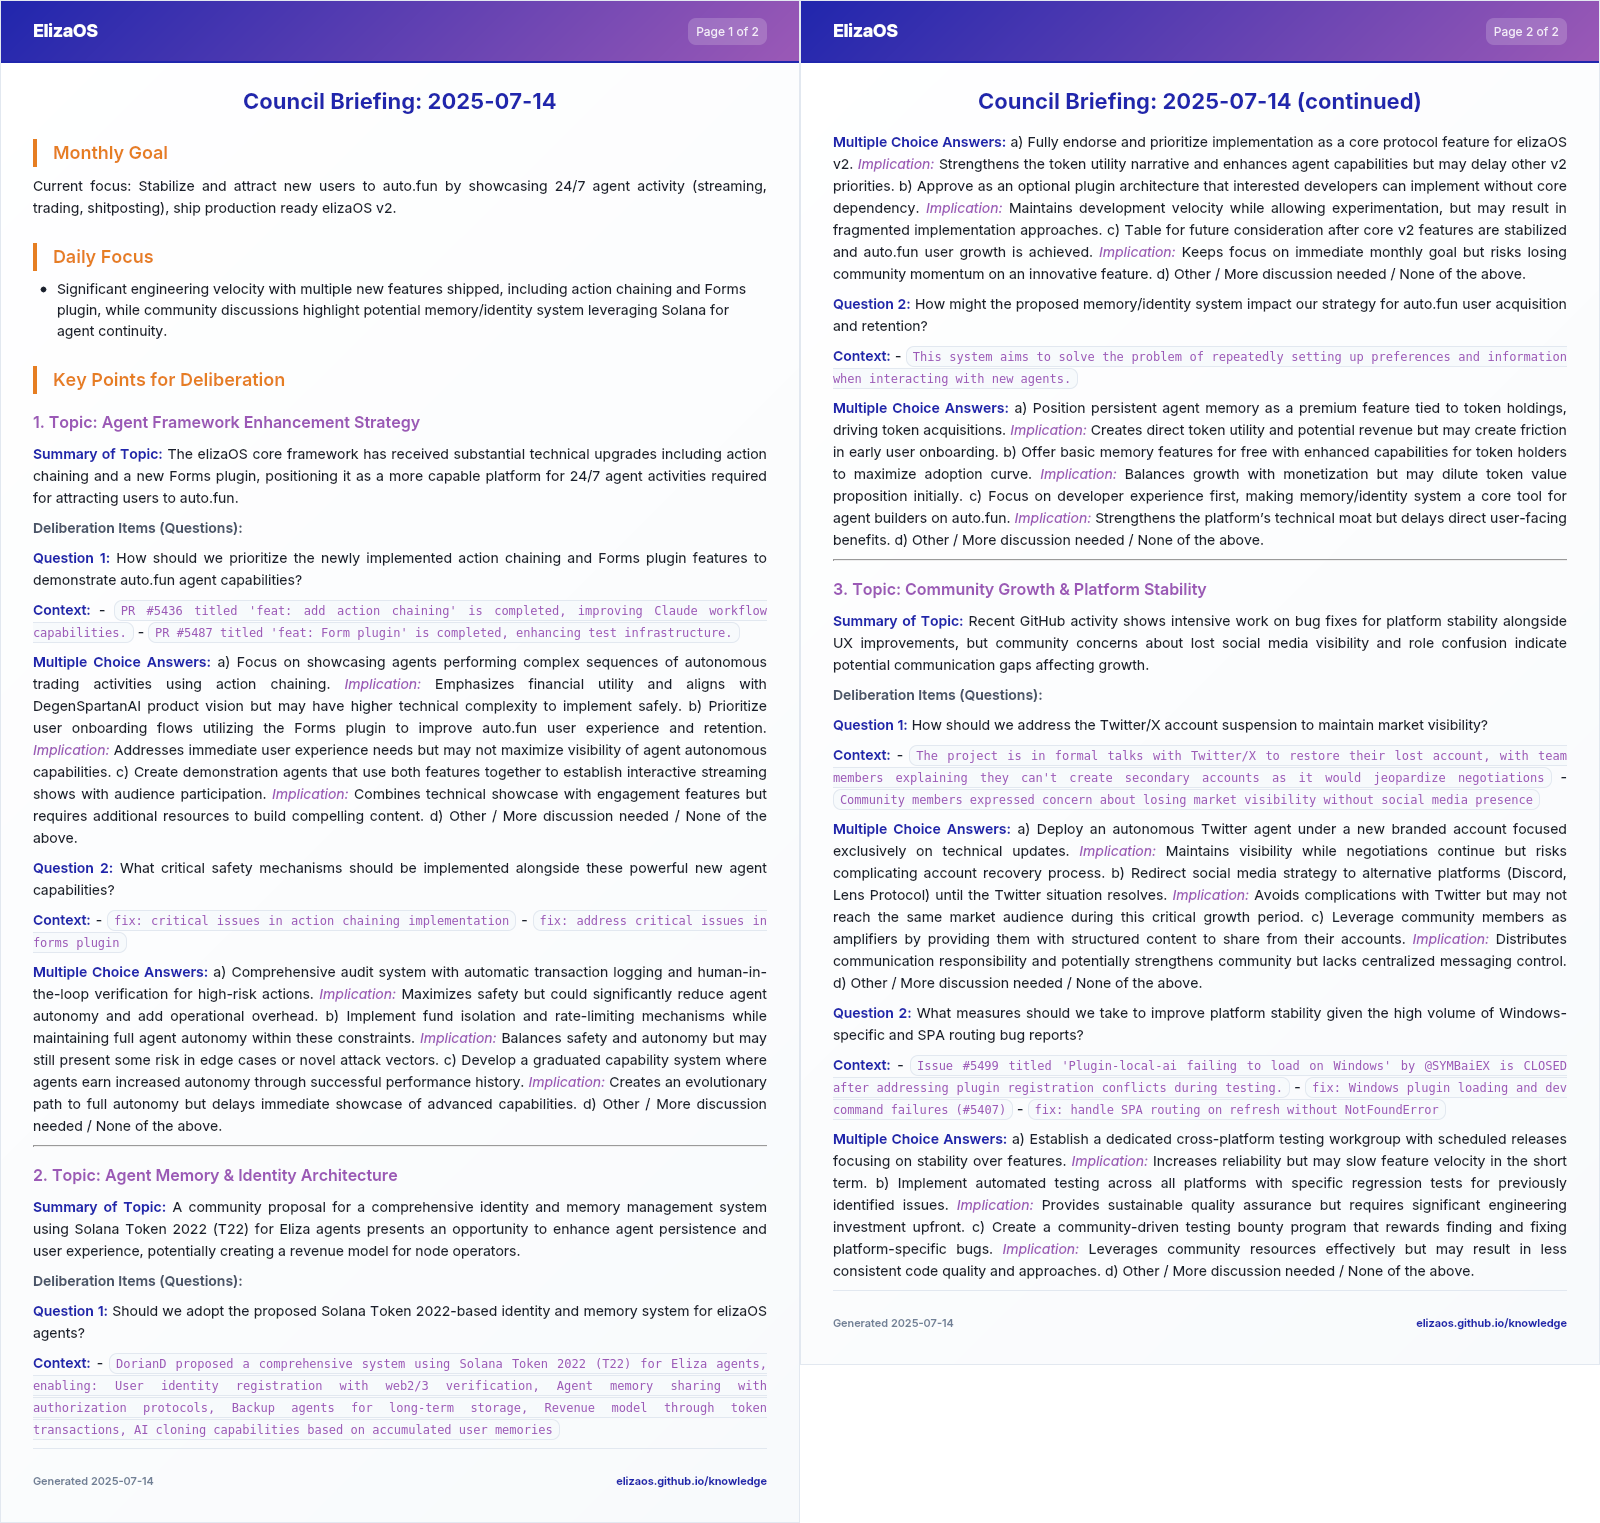 ElizaOS
Page 1 of 2
Council Briefing: 2025-07-14
Monthly Goal
Current focus: Stabilize and attract new users to auto.fun by showcasing 24/7 agent activity (streaming,
trading, shitposting), ship production ready elizaOS v2.
Daily Focus
• Significant engineering velocity with multiple new features shipped, including action chaining and Forms
plugin, while community discussions highlight potential memory/identity system leveraging Solana for
agent continuity.
Key Points for Deliberation
1. Topic: Agent Framework Enhancement Strategy
Summary of Topic: The elizaOS core framework has received substantial technical upgrades including action
chaining and a new Forms plugin, positioning it as a more capable platform for 24/7 agent activities required
for attracting users to auto.fun.
Deliberation Items (Questions):
Question 1: How should we prioritize the newly implemented action chaining and Forms plugin features to
demonstrate auto.fun agent capabilities?
Context: - PR #5436 titled 'feat: add action chaining' is completed, improving Claude workflow
capabilities. - PR #5487 titled 'feat: Form plugin' is completed, enhancing test infrastructure.
Multiple Choice Answers: a) Focus on showcasing agents performing complex sequences of autonomous
trading activities using action chaining. Implication: Emphasizes financial utility and aligns with
DegenSpartanAI product vision but may have higher technical complexity to implement safely. b) Prioritize
user onboarding flows utilizing the Forms plugin to improve auto.fun user experience and retention.
Implication: Addresses immediate user experience needs but may not maximize visibility of agent autonomous
capabilities. c) Create demonstration agents that use both features together to establish interactive streaming
shows with audience participation. Implication: Combines technical showcase with engagement features but
requires additional resources to build compelling content. d) Other / More discussion needed / None of the
above.
Question 2: What critical safety mechanisms should be implemented alongside these powerful new agent
capabilities?
Context: - fix: critical issues in action chaining implementation - fix: address critical issues in
forms plugin
Multiple Choice Answers: a) Comprehensive audit system with automatic transaction logging and human-in-
the-loop verification for high-risk actions. Implication: Maximizes safety but could significantly reduce agent
autonomy and add operational overhead. b) Implement fund isolation and rate-limiting mechanisms while
maintaining full agent autonomy within these constraints. Implication: Balances safety and autonomy but may
still present some risk in edge cases or novel attack vectors. c) Develop a graduated capability system where
agents earn increased autonomy through successful performance history. Implication: Creates an evolutionary
path to full autonomy but delays immediate showcase of advanced capabilities. d) Other / More discussion
needed / None of the above.
2. Topic: Agent Memory & Identity Architecture
Summary of Topic: A community proposal for a comprehensive identity and memory management system
using Solana Token 2022 (T22) for Eliza agents presents an opportunity to enhance agent persistence and
user experience, potentially creating a revenue model for node operators.
Deliberation Items (Questions):
Question 1: Should we adopt the proposed Solana Token 2022-based identity and memory system for elizaOS
agents?
Context: - DorianD proposed a comprehensive system using Solana Token 2022 (T22) for Eliza agents,
enabling: User identity registration with web2/3 verification, Agent memory sharing with
authorization protocols, Backup agents for long-term storage, Revenue model through token
transactions, AI cloning capabilities based on accumulated user memories
Generated 2025-07-14
elizaos.github.io/knowledge
ElizaOS
Page 2 of 2
Council Briefing: 2025-07-14 (continued)
Multiple Choice Answers: a) Fully endorse and prioritize implementation as a core protocol feature for elizaOS
v2. Implication: Strengthens the token utility narrative and enhances agent capabilities but may delay other v2
priorities. b) Approve as an optional plugin architecture that interested developers can implement without core
dependency. Implication: Maintains development velocity while allowing experimentation, but may result in
fragmented implementation approaches. c) Table for future consideration after core v2 features are stabilized
and auto.fun user growth is achieved. Implication: Keeps focus on immediate monthly goal but risks losing
community momentum on an innovative feature. d) Other / More discussion needed / None of the above.
Question 2: How might the proposed memory/identity system impact our strategy for auto.fun user acquisition
and retention?
Context: - This system aims to solve the problem of repeatedly setting up preferences and information
when interacting with new agents.
Multiple Choice Answers: a) Position persistent agent memory as a premium feature tied to token holdings,
driving token acquisitions. Implication: Creates direct token utility and potential revenue but may create friction
in early user onboarding. b) Offer basic memory features for free with enhanced capabilities for token holders
to maximize adoption curve. Implication: Balances growth with monetization but may dilute token value
proposition initially. c) Focus on developer experience first, making memory/identity system a core tool for
agent builders on auto.fun. Implication: Strengthens the platform's technical moat but delays direct user-facing
benefits. d) Other / More discussion needed / None of the above.
3. Topic: Community Growth & Platform Stability
Summary of Topic: Recent GitHub activity shows intensive work on bug fixes for platform stability alongside
UX improvements, but community concerns about lost social media visibility and role confusion indicate
potential communication gaps affecting growth.
Deliberation Items (Questions):
Question 1: How should we address the Twitter/X account suspension to maintain market visibility?
Context: - The project is in formal talks with Twitter/X to restore their lost account, with team
members explaining they can't create secondary accounts as it would jeopardize negotiations -
Community members expressed concern about losing market visibility without social media presence
Multiple Choice Answers: a) Deploy an autonomous Twitter agent under a new branded account focused
exclusively on technical updates. Implication: Maintains visibility while negotiations continue but risks
complicating account recovery process. b) Redirect social media strategy to alternative platforms (Discord,
Lens Protocol) until the Twitter situation resolves. Implication: Avoids complications with Twitter but may not
reach the same market audience during this critical growth period. c) Leverage community members as
amplifiers by providing them with structured content to share from their accounts. Implication: Distributes
communication responsibility and potentially strengthens community but lacks centralized messaging control.
d) Other / More discussion needed / None of the above.
Question 2: What measures should we take to improve platform stability given the high volume of Windows-
specific and SPA routing bug reports?
Context: - Issue #5499 titled 'Plugin-local-ai failing to load on Windows' by @SYMBaiEX is CLOSED
after addressing plugin registration conflicts during testing. - fix: Windows plugin loading and dev
command failures (#5407) - fix: handle SPA routing on refresh without NotFoundError
Multiple Choice Answers: a) Establish a dedicated cross-platform testing workgroup with scheduled releases
focusing on stability over features. Implication: Increases reliability but may slow feature velocity in the short
term. b) Implement automated testing across all platforms with specific regression tests for previously
identified issues. Implication: Provides sustainable quality assurance but requires significant engineering
investment upfront. c) Create a community-driven testing bounty program that rewards finding and fixing
platform-specific bugs. Implication: Leverages community resources effectively but may result in less
consistent code quality and approaches. d) Other / More discussion needed / None of the above.
Generated 2025-07-14
elizaos.github.io/knowledge